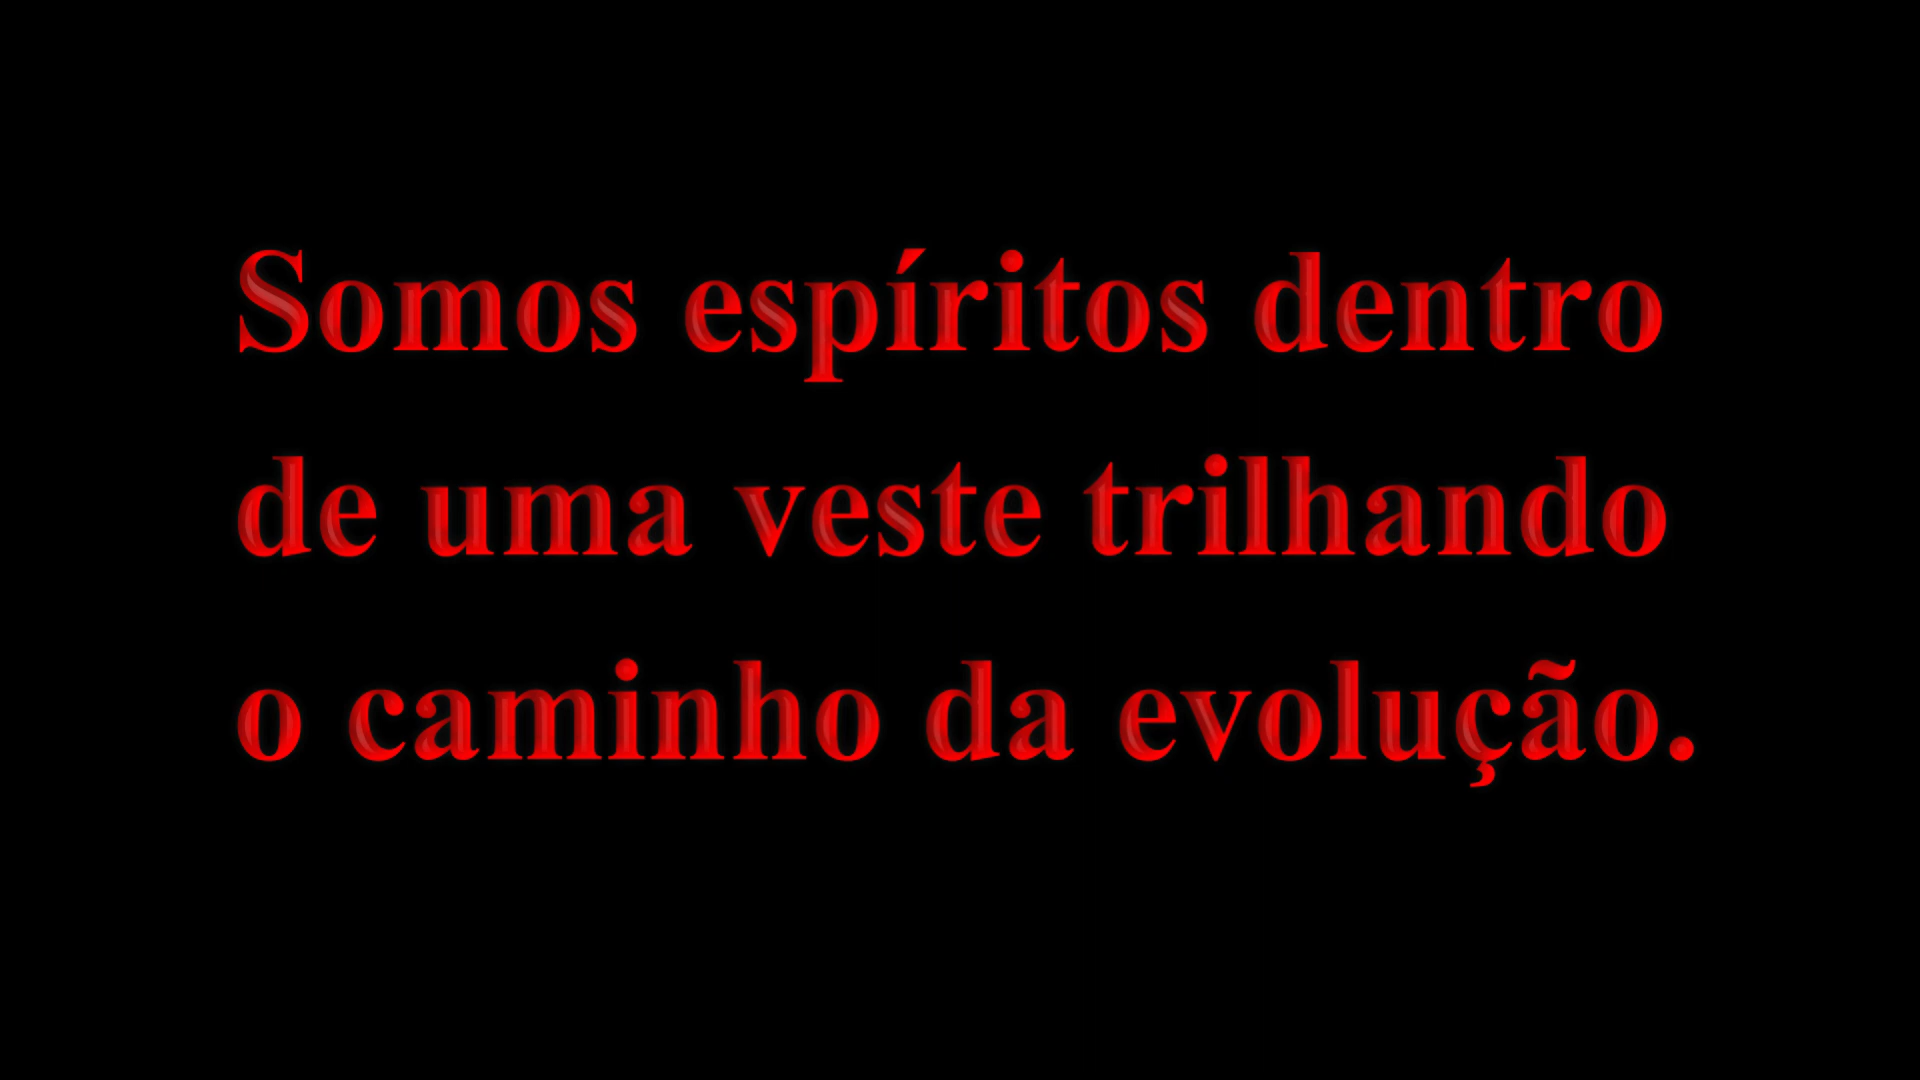 Somos espíritos dentro
de uma veste trilhando
o caminho da evolução.